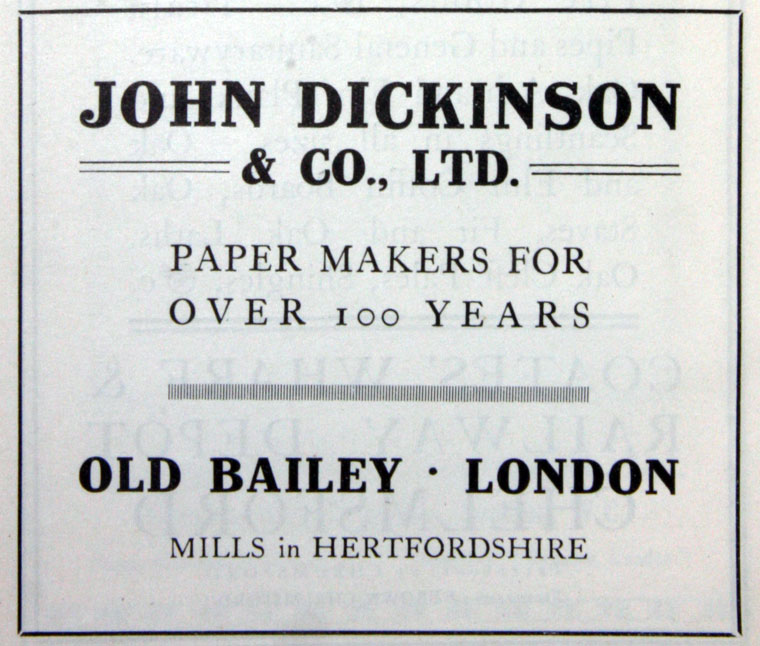 JOHN DICKINSON
& CO., LTD.
PAPER MAKERS FOR
OVER 100 YEARS
OLD BAILEY · LONDON
MILLS in HERTFORDSHIRE